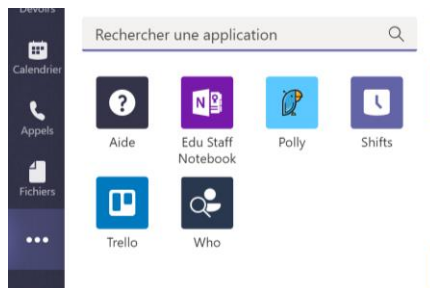 Devoirs
Rechercher une application
Calendrier
Appels
Fichiers
Aide
N
Edu Staff
Notebook
Polly
Shifts
Trello
Who